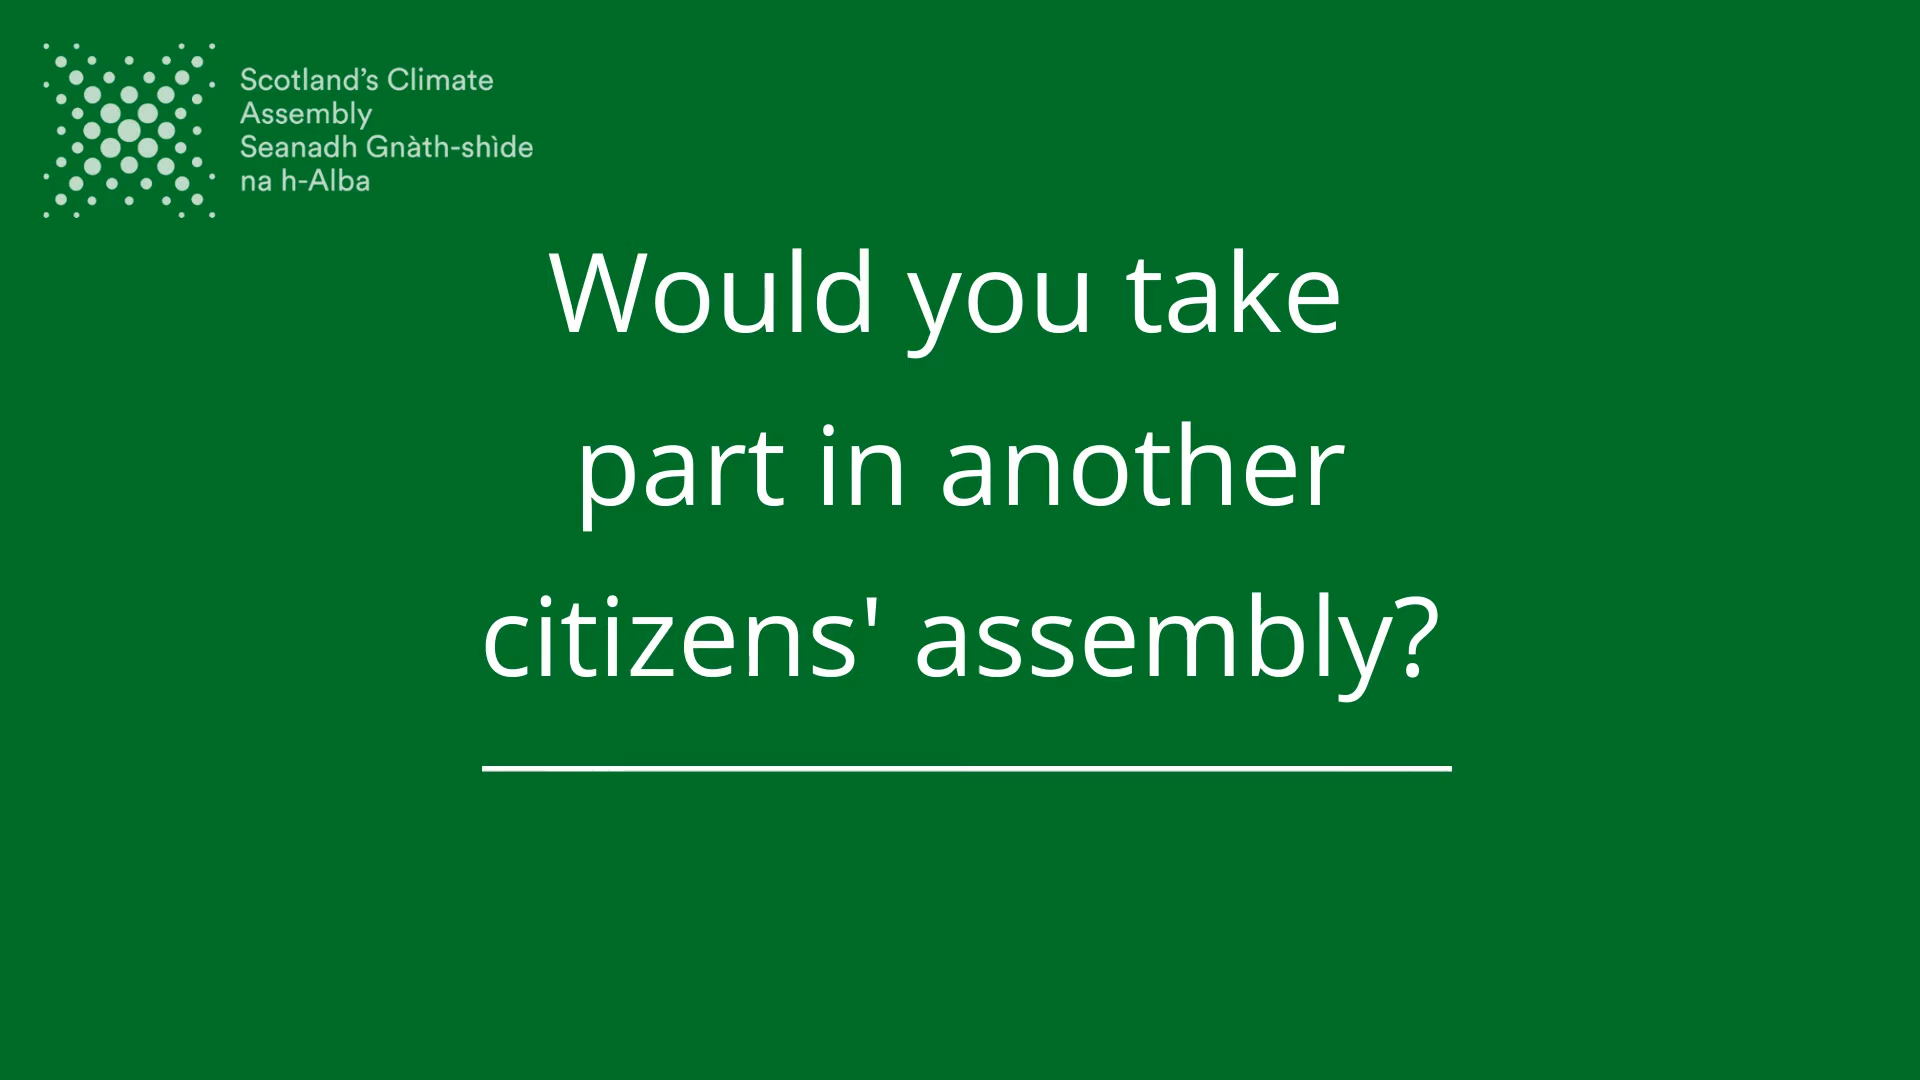 Scotland’s Climate
Assembly
Seanadh Gnàth-shìde
na h-Alba
Would you take
part in another
citizens' assembly?